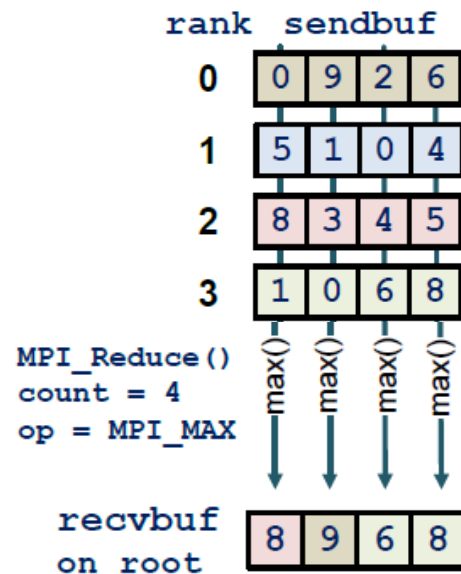 rank sendbuf
0 0 9 2 6
1 5 1 0 4
2 8 3 4 5
3 1 0 6 8
MPI_Reduce()
count = 4
op = MPI_MAX
max() max() max() max()
recvbuf
on root
8 9 6 8